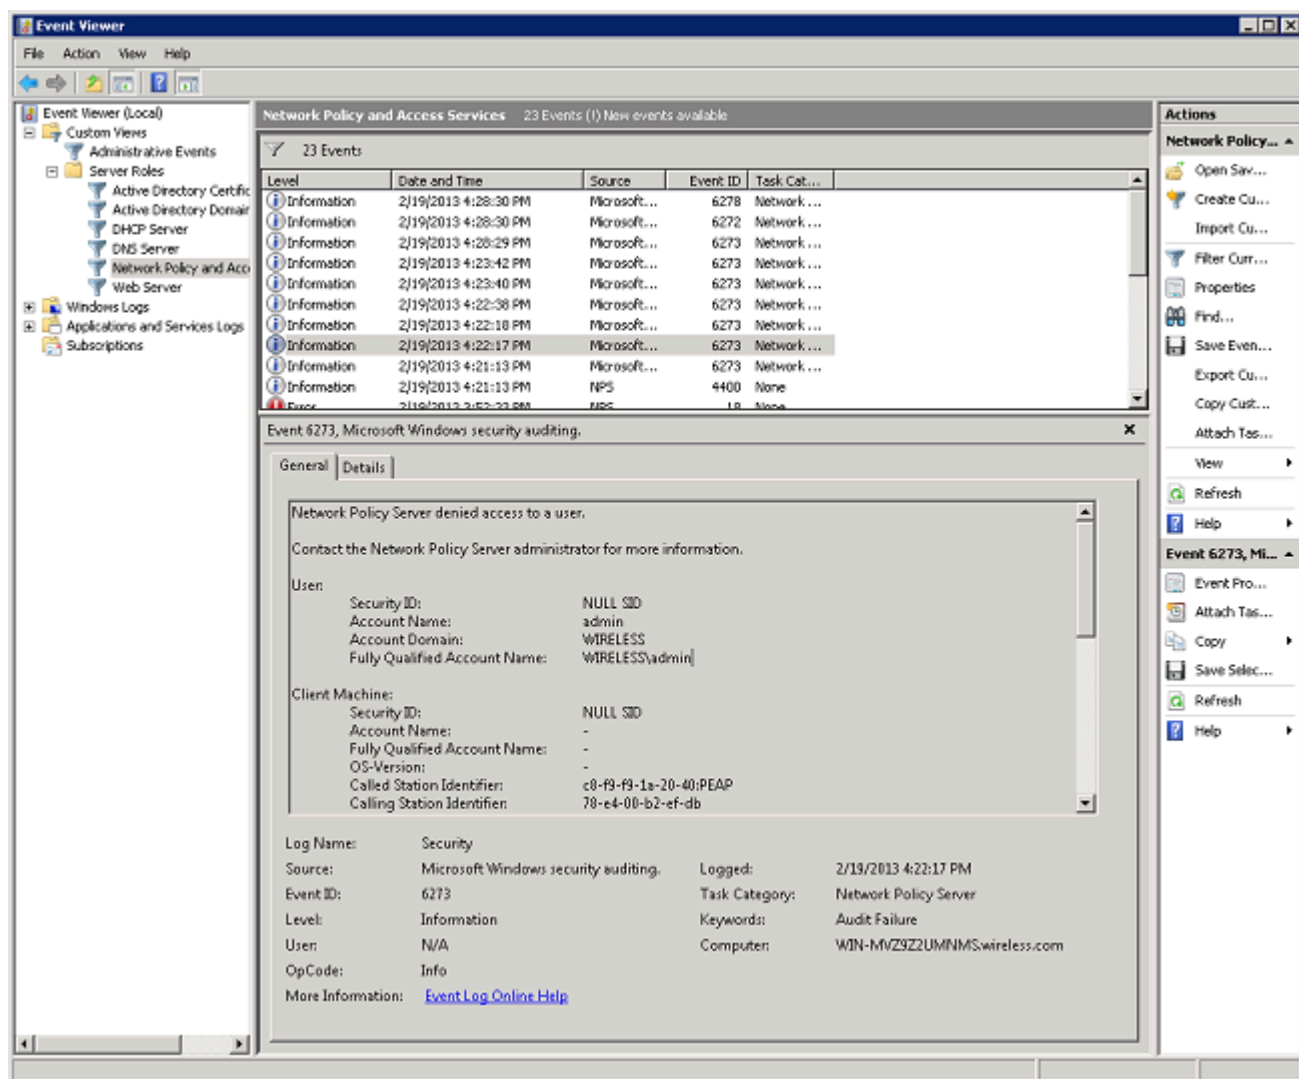 Event Viewer
File Action View Help
Event Viewer (Local)
Custom Views
Administrative Events
Server Roles
Active Directory Certific
Active Directory Domair
DHCP Server
DNS Server
Network Policy and Acce
Web Server
Windows Logs
Applications and Services Logs
Subscriptions
Network Policy and Access Services 23 Events (!) New events available
23 Events
Level Date and Time Source Event ID Task Cat...
Information 2/19/2013 4:28:30 PM Microsoft... 6278 Network ...
Information 2/19/2013 4:28:30 PM Microsoft... 6272 Network ...
Information 2/19/2013 4:28:29 PM Microsoft... 6273 Network ...
Information 2/19/2013 4:23:42 PM Microsoft... 6273 Network ...
Information 2/19/2013 4:23:40 PM Microsoft... 6273 Network ...
Information 2/19/2013 4:22:38 PM Microsoft... 6273 Network ...
Information 2/19/2013 4:22:18 PM Microsoft... 6273 Network ...
Information 2/19/2013 4:22:17 PM Microsoft... 6273 Network ...
Information 2/19/2013 4:21:13 PM Microsoft... 6273 Network ...
Information 2/19/2013 4:21:13 PM NPS 4400 None
Error 2/19/2013 3:52:33 PM NPS 18 None
Event 6273, Microsoft Windows security auditing.
General Details
Network Policy Server denied access to a user.
Contact the Network Policy Server administrator for more information.
User:
Security ID: NULL SID
Account Name: admin
Account Domain: WIRELESS
Fully Qualified Account Name: WIRELESS\admin
Client Machine:
Security ID: NULL SID
Account Name: -
Fully Qualified Account Name: -
OS-Version: -
Called Station Identifier: c8-f9-f9-1a-20-40:PEAP
Calling Station Identifier: 78-e4-00-b2-ef-db
Log Name: Security
Source: Microsoft Windows security auditing. Logged: 2/19/2013 4:22:17 PM
Event ID: 6273 Task Category: Network Policy Server
Level: Information Keywords: Audit Failure
User: N/A Computer: WIN-MVZ9Z2UMNMS.wireless.com
OpCode: Info
More Information: Event Log Online Help
Actions
Network Policy...
Open Sav...
Create Cu...
Import Cu...
Filter Curr...
Properties
Find...
Save Even...
Export Cu...
Copy Cust...
Attach Tas...
View
Refresh
Help
Event 6273, Mi...
Event Pro...
Attach Tas...
Copy
Save Selec...
Refresh
Help